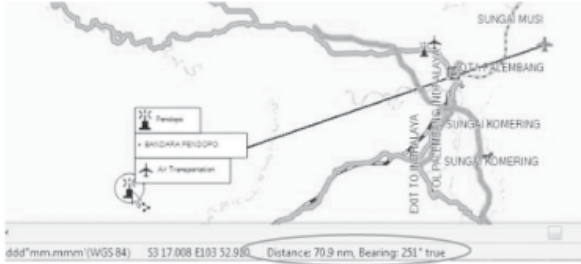 SUNGAI MUSI
KOTA PALEMBANG
Pendopo
- BANDARA PENDOPO
Air Transportation
EXIT TO INDRALAYA
TOL PALEMBANG INDRALAYA
SUNGAI KOMERING
SUNGAI KOMERING
ddd°mm.mmm'(WGS 84) S3 17.008 E103 52.910 Distance: 70.9 nm, Bearing: 251° true